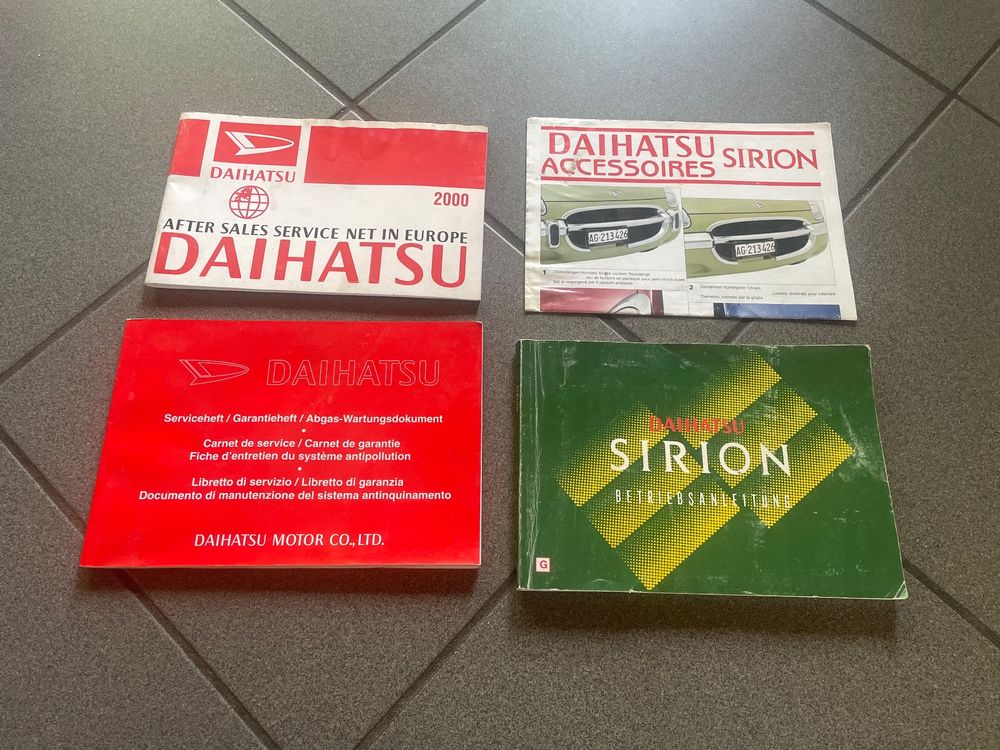 DAIHATSU
2000
AFTER SALES SERVICE NET IN EUROPE
DAIHATSU
DAIHATSU SIRION
ACCESSOIRES
AG·213426
AG·213426
1
2
DAIHATSU
Serviceheft / Garantieheft / Abgas-Wartungsdokument
•
Carnet de service / Carnet de garantie
Fiche d'entretien du système antipollution
•
Libretto di servizio / Libretto di garanzia
Documento di manutenzione del sistema antinquinamento
DAIHATSU MOTOR CO., LTD.
DAIHATSU
SIRION
BETRIEBSANLEITUNG
G